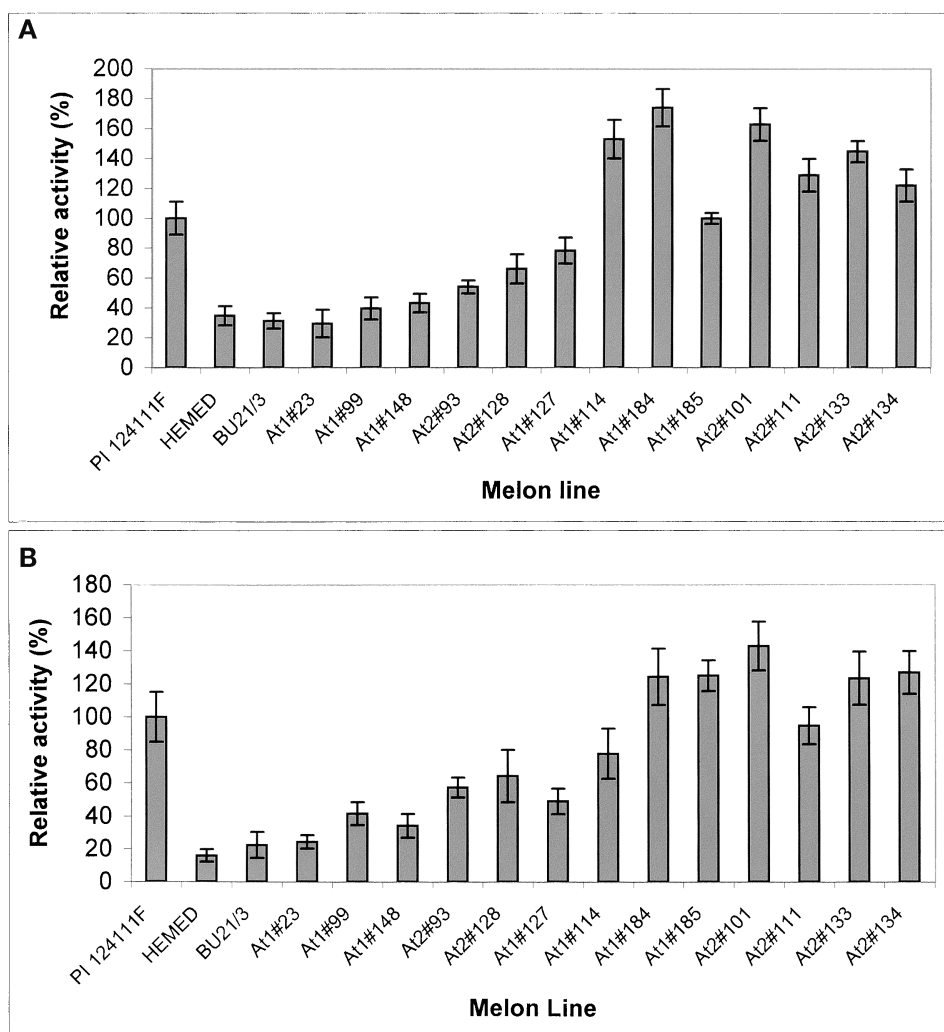 A
Relative activity (%)
200
180
160
140
120
100
80
60
40
20
0
PI 124111F
HEMED
BU21/3
At1#23
At1#99
At1#148
At2#93
At2#128
At1#127
At1#114
At1#184
At1#185
At2#101
At2#111
At2#133
At2#134
Melon line
B
Relative activity (%)
180
160
140
120
100
80
60
40
20
0
PI 124111F
HEMED
BU21/3
At1#23
At1#99
At1#148
At2#93
At2#128
At1#127
At1#114
At1#184
At1#185
At2#101
At2#111
At2#133
At2#134
Melon Line